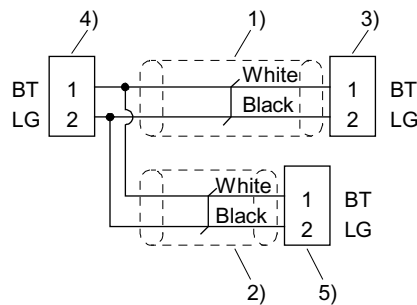 4) 1) 3)
BT 1 White 1 BT
LG 2 Black 2 LG
White 1 BT
Black 2 LG
2) 5)